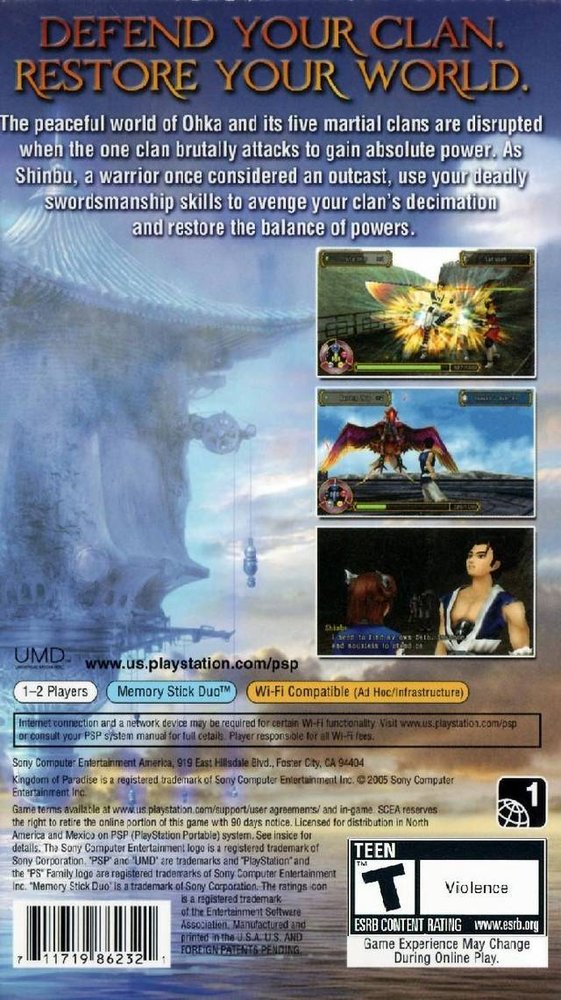 DEFEND YOUR CLAN.
RESTORE YOUR WORLD.
The peaceful world of Ohka and its five martial clans are disrupted
when the one clan brutally attacks to gain absolute power. As
Shinbu, a warrior once considered an outcast, use your deadly
swordsmanship skills to avenge your clan's decimation
and restore the balance of powers.
Shinbu
I need to find my own
UMD™
www.us.playstation.com/psp
1–2 Players
Memory Stick Duo™
Wi-Fi Compatible (Ad Hoc/Infrastructure)
Internet connection and a network device may be required for certain Wi-Fi functionality. Visit www.us.playstation.com/psp
or consult your PSP system manual for full details. Player responsible for all Wi-Fi fees.
Sony Computer Entertainment America, 919 East Hillsdale Blvd., Foster City, CA 94404
Kingdom of Paradise is a registered trademark of Sony Computer Entertainment Inc. © 2005 Sony Computer
Entertainment Inc.
Game terms available at www.us.playstation.com/support/useragreements/ and in-game. SCEA reserves
the right to retire the online portion of this game with 90 days notice. Licensed for distribution in North
America and Mexico on PSP (PlayStation Portable) system. See inside for
details. The Sony Computer Entertainment logo is a registered trademark of
Sony Corporation. "PSP" and "UMD" are trademarks and "PlayStation" and
the "PS" Family logo are registered trademarks of Sony Computer Entertainment
Inc. "Memory Stick Duo" is a trademark of Sony Corporation. The ratings icon
is a registered trademark
of the Entertainment Software
Association. Manufactured and
printed in the U.S.A. U.S. AND
FOREIGN PATENTS PENDING.
1
TEEN
T
Violence
ESRB CONTENT RATING www.esrb.org
Game Experience May Change
During Online Play.
7 11719 86232 1